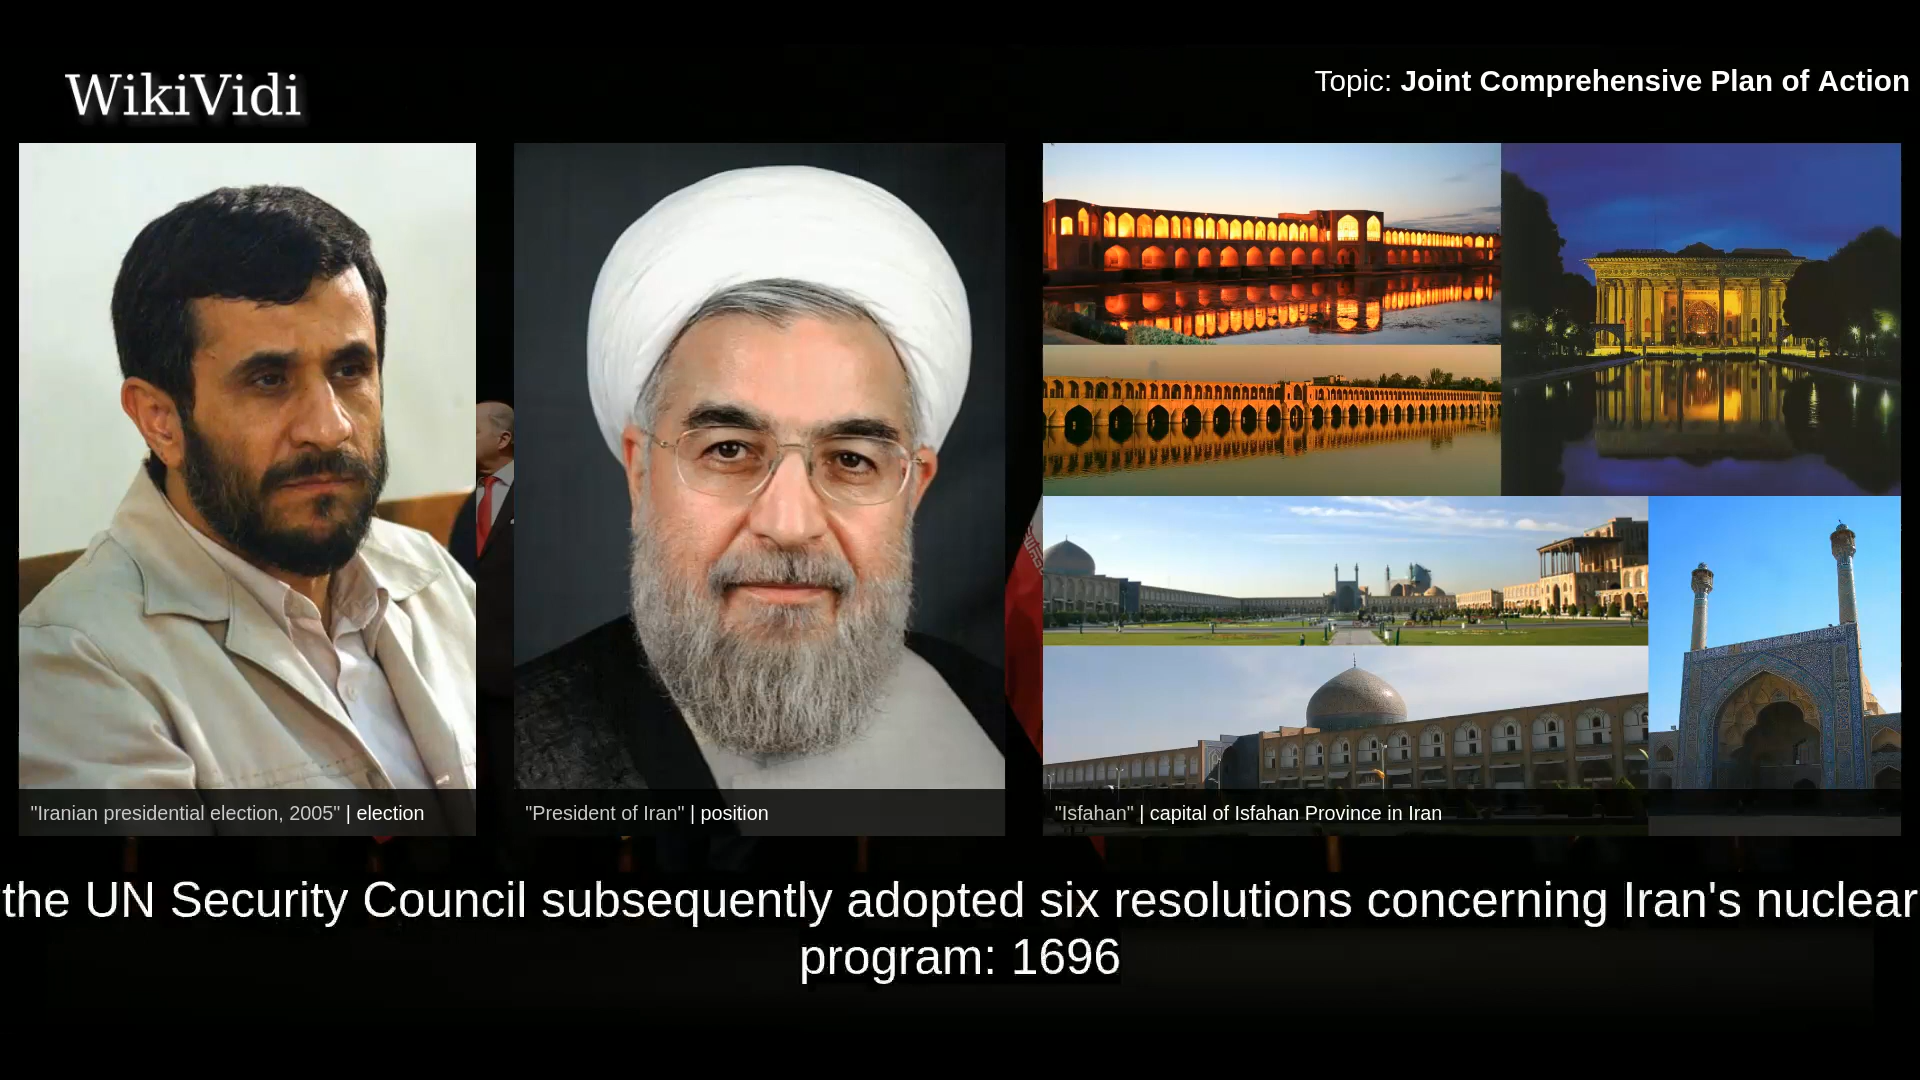 WikiVidi
Topic: Joint Comprehensive Plan of Action
"Iranian presidential election, 2005" | election
"President of Iran" | position
"Isfahan" | capital of Isfahan Province in Iran
the UN Security Council subsequently adopted six resolutions concerning Iran's nuclear
program: 1696